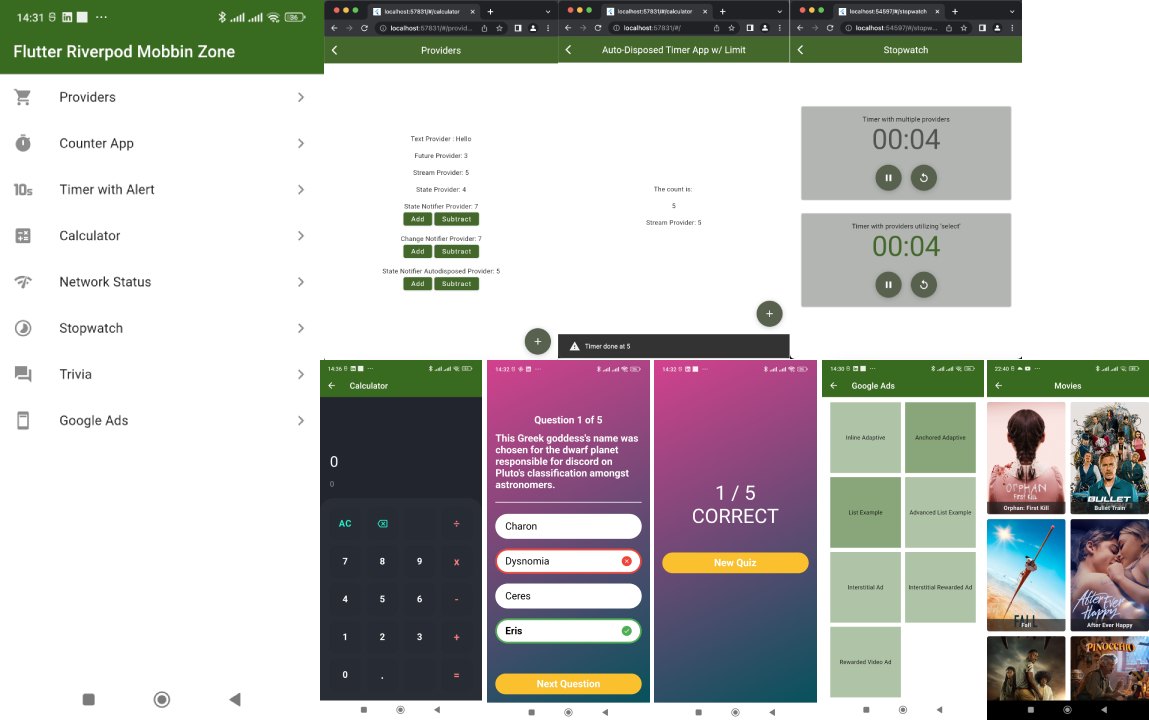 14:31
36
Flutter Riverpod Mobbin Zone
Providers
Counter App
10s Timer with Alert
Calculator
Network Status
Stopwatch
Trivia
Google Ads
localhost:57831/#/calculator
localhost:57831/#/provid...
Providers
Text Provider : Hello
Future Provider: 3
Stream Provider: 5
State Provider: 4
State Notifier Provider: 7
Add Subtract
Change Notifier Provider: 7
Add Subtract
State Notifier Autodisposed Provider: 5
Add Subtract
+
localhost:57831/#/calculator
localhost:57831/#/
Auto-Disposed Timer App w/ Limit
The count is:
5
Stream Provider: 5
+
Timer done at 5
localhost:54597/#/stopwatch
localhost:54597/#/stopw...
Stopwatch
Timer with multiple providers
00:04
Timer with providers utilizing 'select'
00:04
14:36
Calculator
0
0
AC ÷
7 8 9 x
4 5 6 -
1 2 3 +
0 . =
14:32
Question 1 of 5
This Greek goddess's name was
chosen for the dwarf planet
responsible for discord on
Pluto's classification amongst
astronomers.
Charon
Dysnomia
Ceres
Eris
Next Question
14:32
1 / 5
CORRECT
New Quiz
14:30
Google Ads
Inline Adaptive
Anchored Adaptive
List Example
Advanced List Example
Interstitial Ad
Interstitial Rewarded Ad
Rewarded Video Ad
22:40
Movies
ORPHAN
First Kill
Orphan: First Kill
BULLET
Bullet Train
FALL
Fall
After Ever
Happy
After Ever Happy
PINOCCHIO